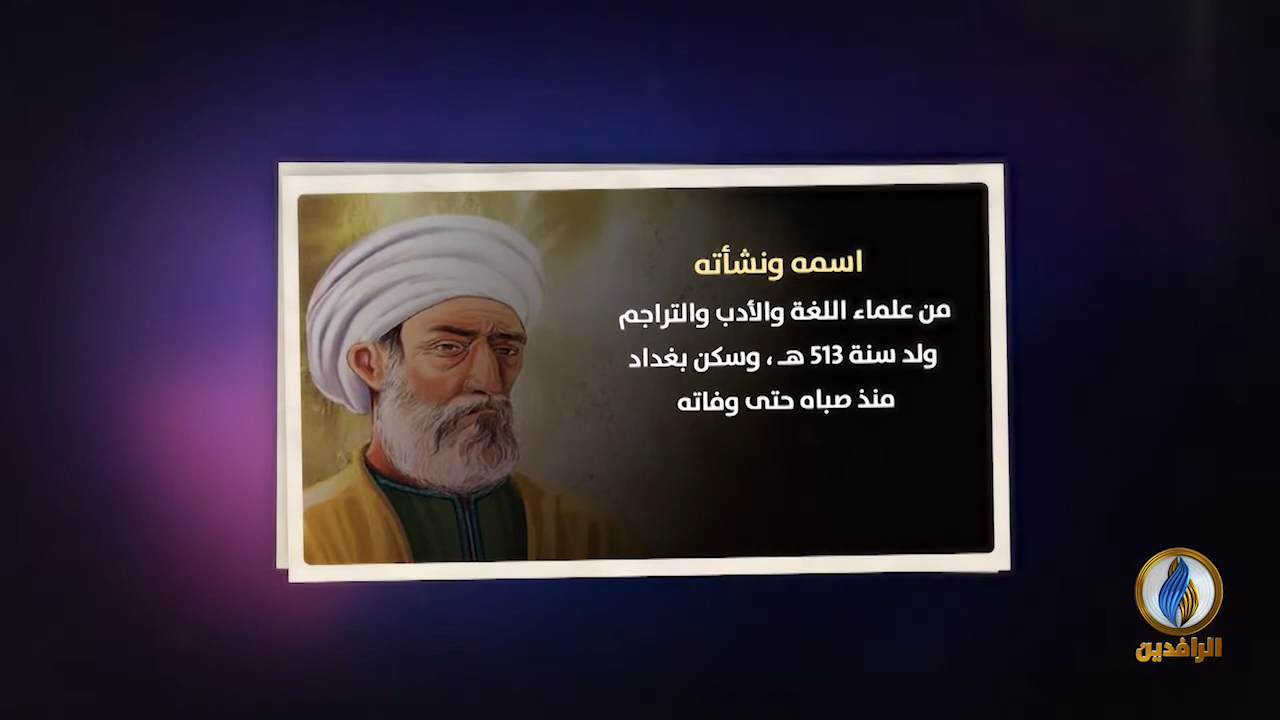 اسمه ونشأته
من علماء اللغة والأدب والتراجم
ولد سنة 513 هـ ، وسكن بغداد
منذ صباه حتى وفاته
الرافدين